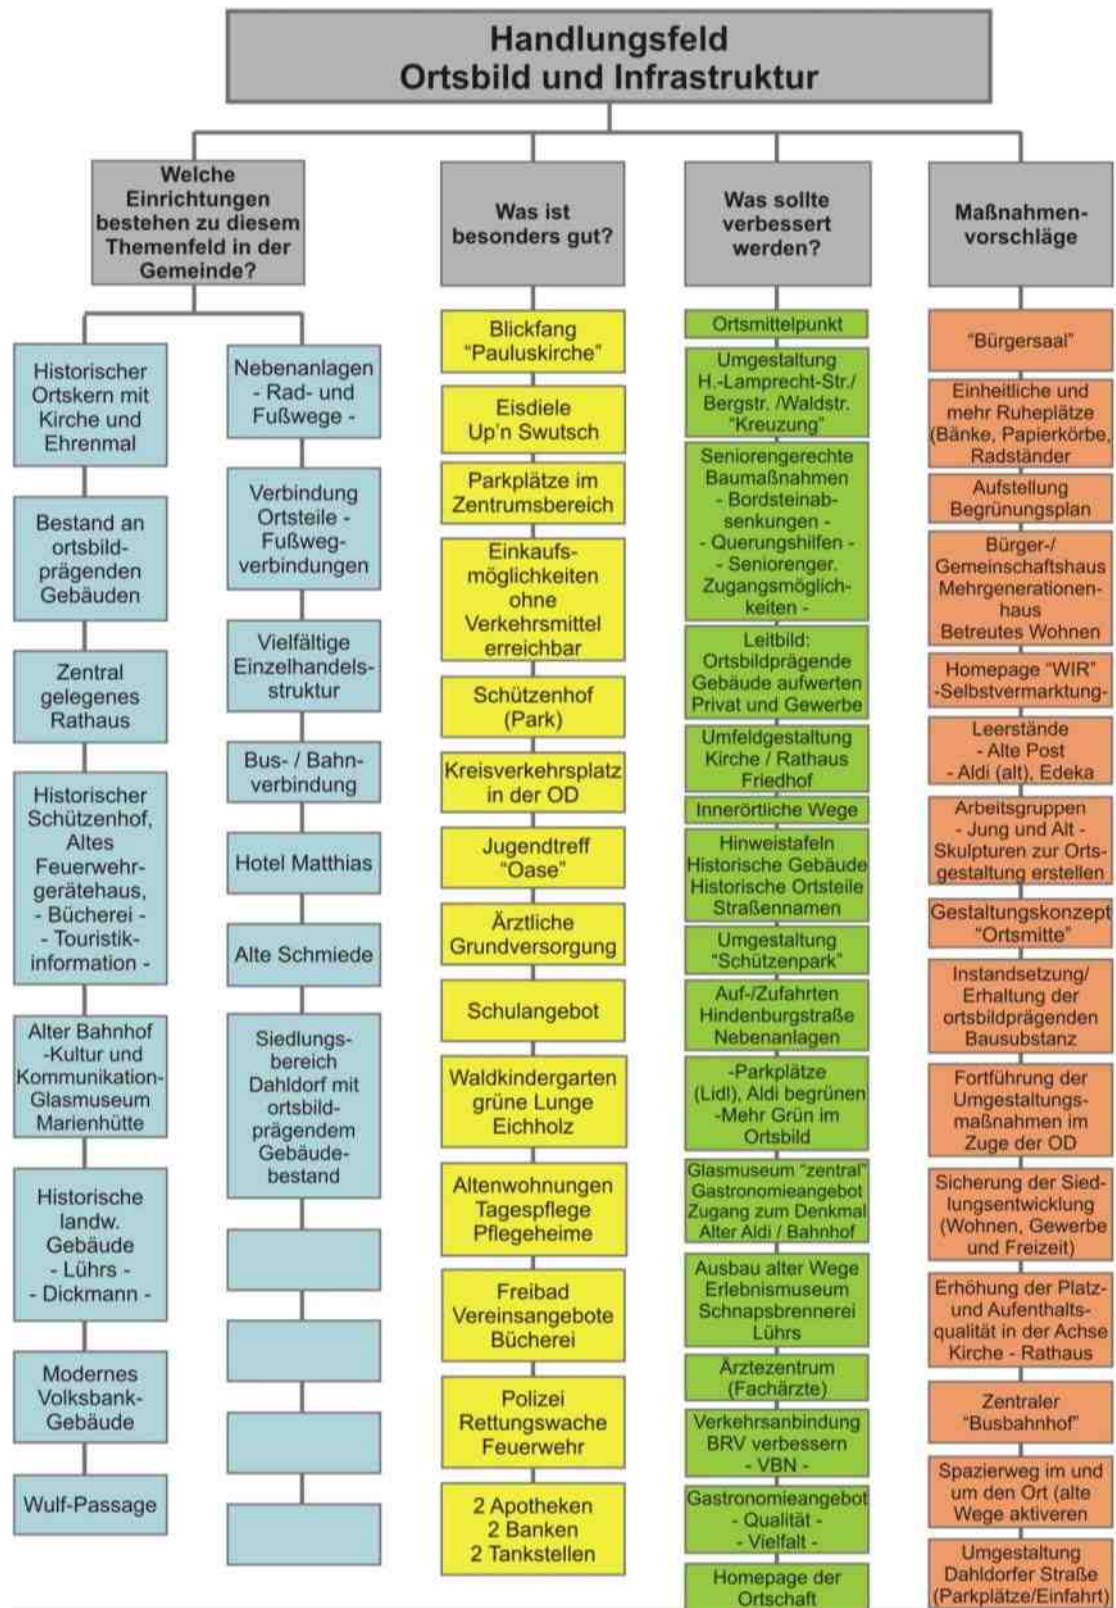 Handlungsfeld
Ortsbild und Infrastruktur
Welche
Einrichtungen
bestehen zu diesem
Themenfeld in der
Gemeinde?
Historischer
Ortskern mit
Kirche und
Ehrenmal
Bestand an
ortsbild-
prägenden
Gebäuden
Zentral
gelegenes
Rathaus
Historischer
Schützenhof,
Altes
Feuerwehr-
gerätehaus,
- Bücherei -
- Touristik-
information -
Alter Bahnhof
-Kultur und
Kommunikation-
Glasmuseum
Marienhütte
Historische
landw.
Gebäude
- Lührs -
- Dickmann -
Modernes
Volksbank-
Gebäude
Wulf-Passage
Nebenanlagen
- Rad- und
Fußwege -
Verbindung
Ortsteile -
Fußweg-
verbindungen
Vielfältige
Einzelhandels-
struktur
Bus- / Bahn-
verbindung
Hotel Matthias
Alte Schmiede
Siedlungs-
bereich
Dahldorf mit
ortsbild-
prägendem
Gebäude-
bestand
Was ist
besonders gut?
Blickfang
"Pauluskirche"
Eisdiele
Up'n Swutsch
Parkplätze im
Zentrumsbereich
Einkaufs-
möglichkeiten
ohne
Verkehrsmittel
erreichbar
Schützenhof
(Park)
Kreisverkehrsplatz
in der OD
Jugendtreff
"Oase"
Ärztliche
Grundversorgung
Schulangebot
Waldkindergarten
grüne Lunge
Eichholz
Altenwohnungen
Tagespflege
Pflegeheime
Freibad
Vereinsangebote
Bücherei
Polizei
Rettungswache
Feuerwehr
2 Apotheken
2 Banken
2 Tankstellen
Was sollte
verbessert
werden?
Ortsmittelpunkt
Umgestaltung
H.-Lamprecht-Str./
Bergstr. /Waldstr.
"Kreuzung"
Seniorengerechte
Baumaßnahmen
- Bordsteinab-
senkungen -
- Querungshilfen -
- Seniorenger.
Zugangsmöglich-
keiten -
Leitbild:
Ortsbildprägende
Gebäude aufwerten
Privat und Gewerbe
Umfeldgestaltung
Kirche / Rathaus
Friedhof
Innerörtliche Wege
Hinweistafeln
Historische Gebäude
Historische Ortsteile
Straßennamen
Umgestaltung
"Schützenpark"
Auf-/Zufahrten
Hindenburgstraße
Nebenanlagen
-Parkplätze
(Lidl), Aldi begrünen
-Mehr Grün im
Ortsbild
Glasmuseum "zentral"
Gastronomieangebot
Zugang zum Denkmal
Alter Aldi / Bahnhof
Ausbau alter Wege
Erlebnismuseum
Schnapsbrennerei
Lührs
Ärztezentrum
(Fachärzte)
Verkehrsanbindung
BRV verbessern
- VBN -
Gastronomieangebot
- Qualität -
- Vielfalt -
Homepage der
Ortschaft
Maßnahmen-
vorschläge
"Bürgersaal"
Einheitliche und
mehr Ruheplätze
(Bänke, Papierkörbe,
Radständer
Aufstellung
Begrünungsplan
Bürger-/
Gemeinschaftshaus
Mehrgenerationen-
haus
Betreutes Wohnen
Homepage "WIR"
-Selbstvermarktung-
Leerstände
- Alte Post
- Aldi (alt), Edeka
Arbeitsgruppen
- Jung und Alt -
Skulpturen zur Orts-
gestaltung erstellen
Gestaltungskonzept
"Ortsmitte"
Instandsetzung/
Erhaltung der
ortsbildprägenden
Bausubstanz
Fortführung der
Umgestaltungs-
maßnahmen im
Zuge der OD
Sicherung der Sied-
lungsentwicklung
(Wohnen, Gewerbe
und Freizeit)
Erhöhung der Platz-
und Aufenthalts-
qualität in der Achse
Kirche - Rathaus
Zentraler
"Busbahnhof"
Spazierweg im und
um den Ort (alte
Wege aktiveren
Umgestaltung
Dahldorfer Straße
(Parkplätze/Einfahrt)